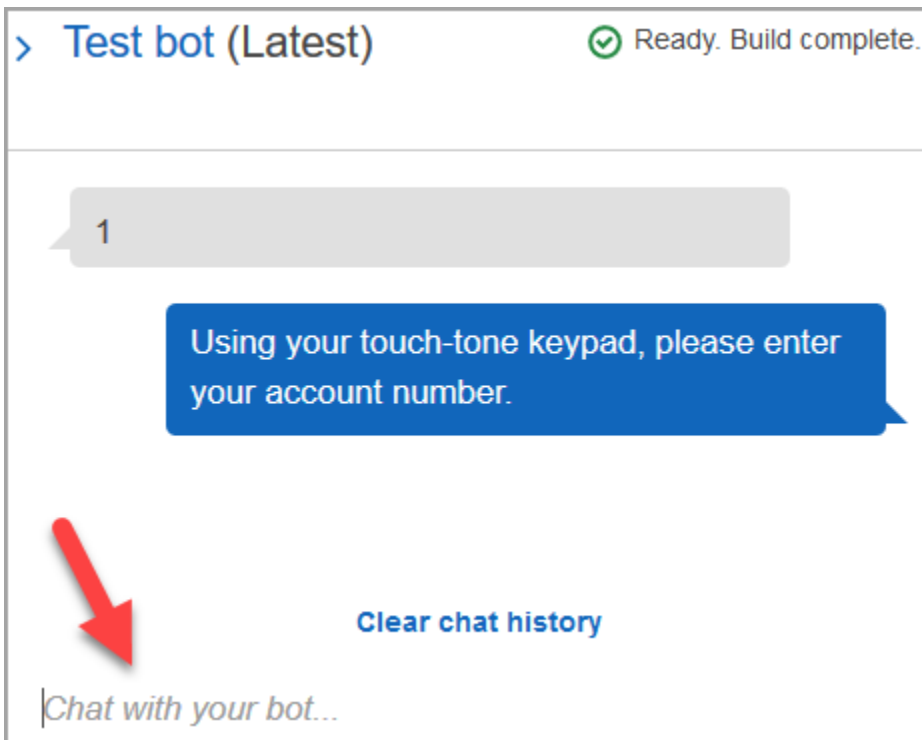 Test bot (Latest)
Ready. Build complete.
1
Using your touch-tone keypad, please enter
your account number.
Clear chat history
Chat with your bot...